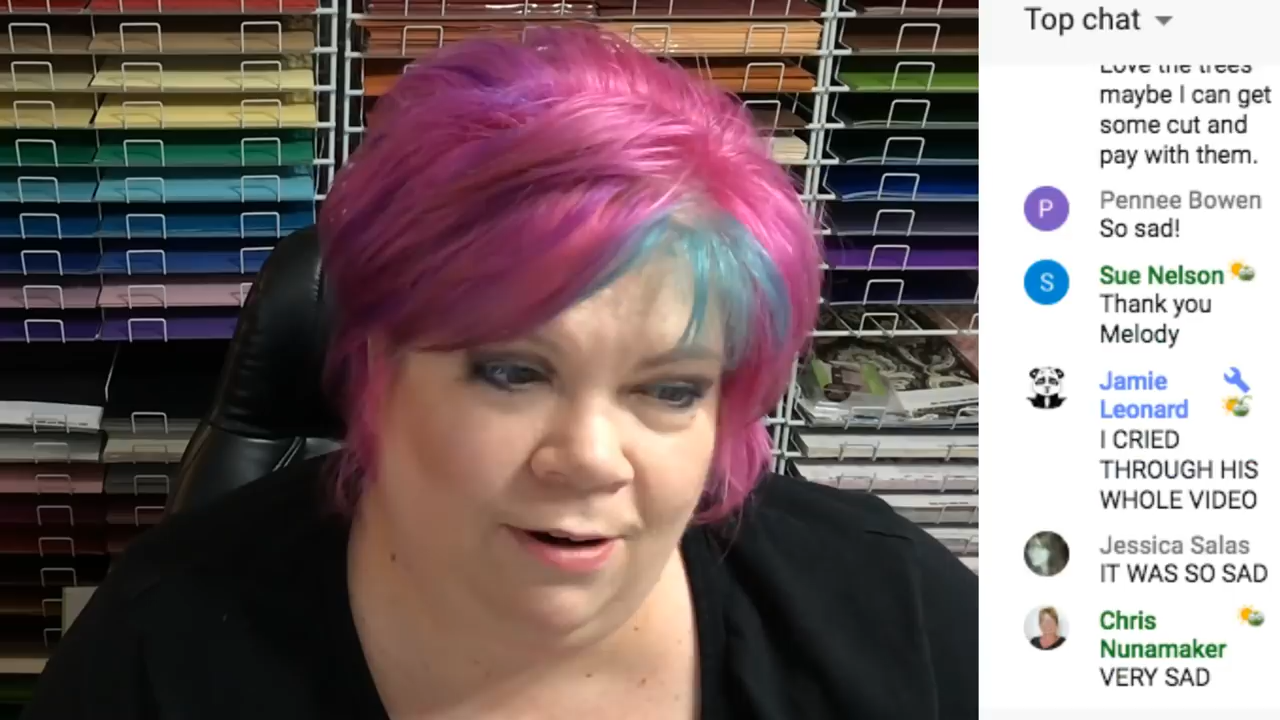 Top chat
Love the trees
maybe I can get
some cut and
pay with them.
P
Pennee Bowen
So sad!
S
Sue Nelson
Thank you
Melody
Jamie
Leonard
I CRIED
THROUGH HIS
WHOLE VIDEO
Jessica Salas
IT WAS SO SAD
Chris
Nunamaker
VERY SAD